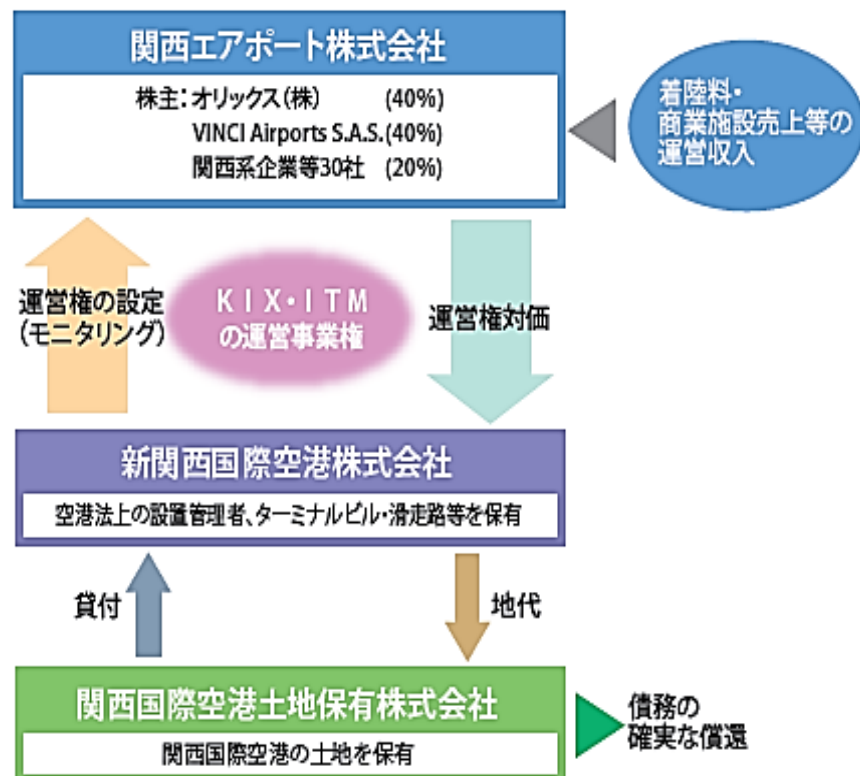 関西エアポート株式会社
株主：オリックス（株） (40%)
VINCI Airports S.A.S.(40%)
関西系企業等30社 (20%)
着陸料・
商業施設売上等の
運営収入
運営権の設定
（モニタリング）
KIX・ITM
の運営事業権
運営権対価
新関西国際空港株式会社
空港法上の設置管理者、ターミナルビル・滑走路等を保有
貸付
地代
関西国際空港土地保有株式会社
関西国際空港の土地を保有
債務の
確実な償還